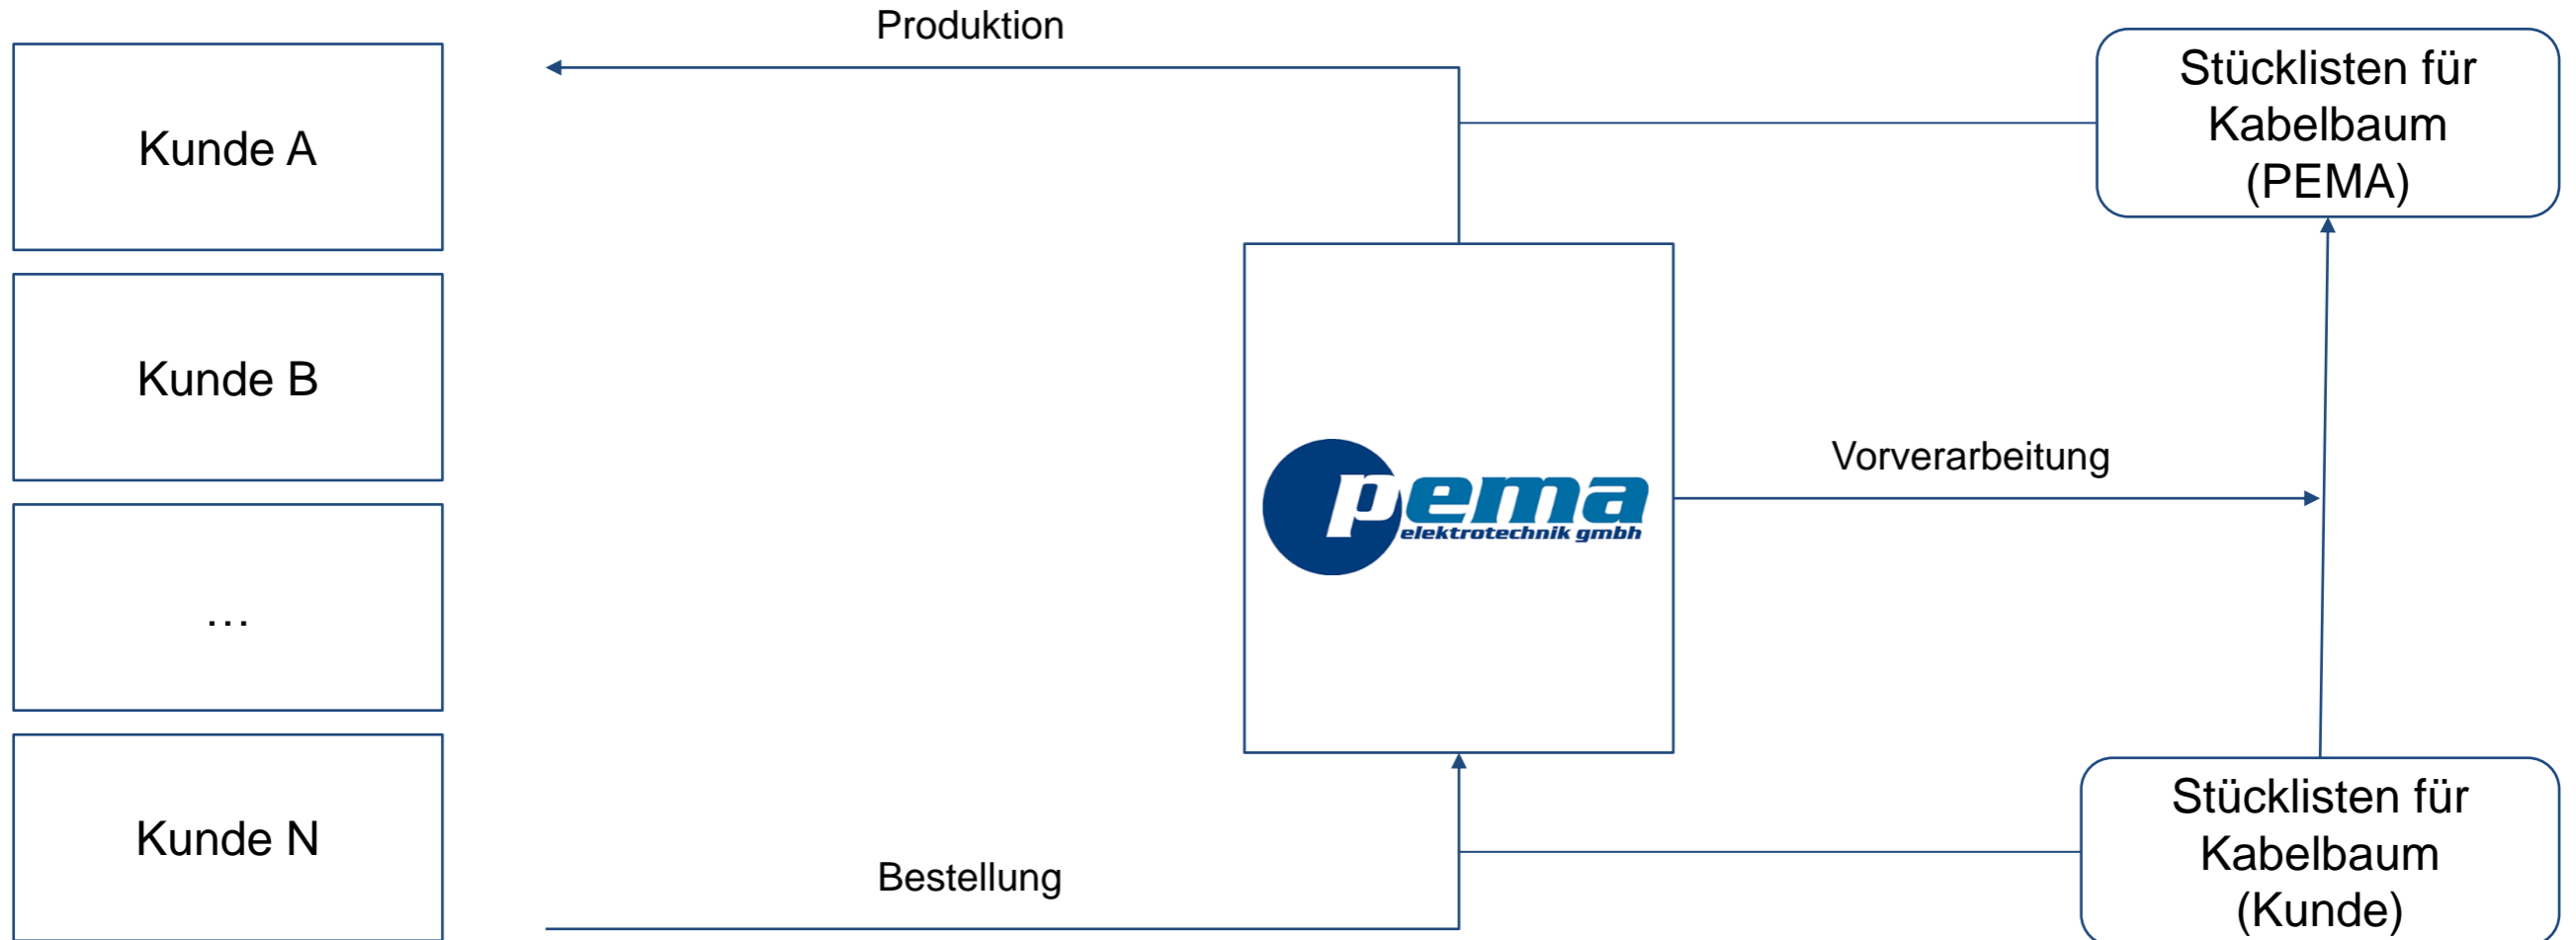 Produktion
Kunde A
Kunde B
…
Kunde N
Bestellung
pema
elektrotechnik gmbh
Vorverarbeitung
Stücklisten für
Kabelbaum
(PEMA)
Stücklisten für
Kabelbaum
(Kunde)